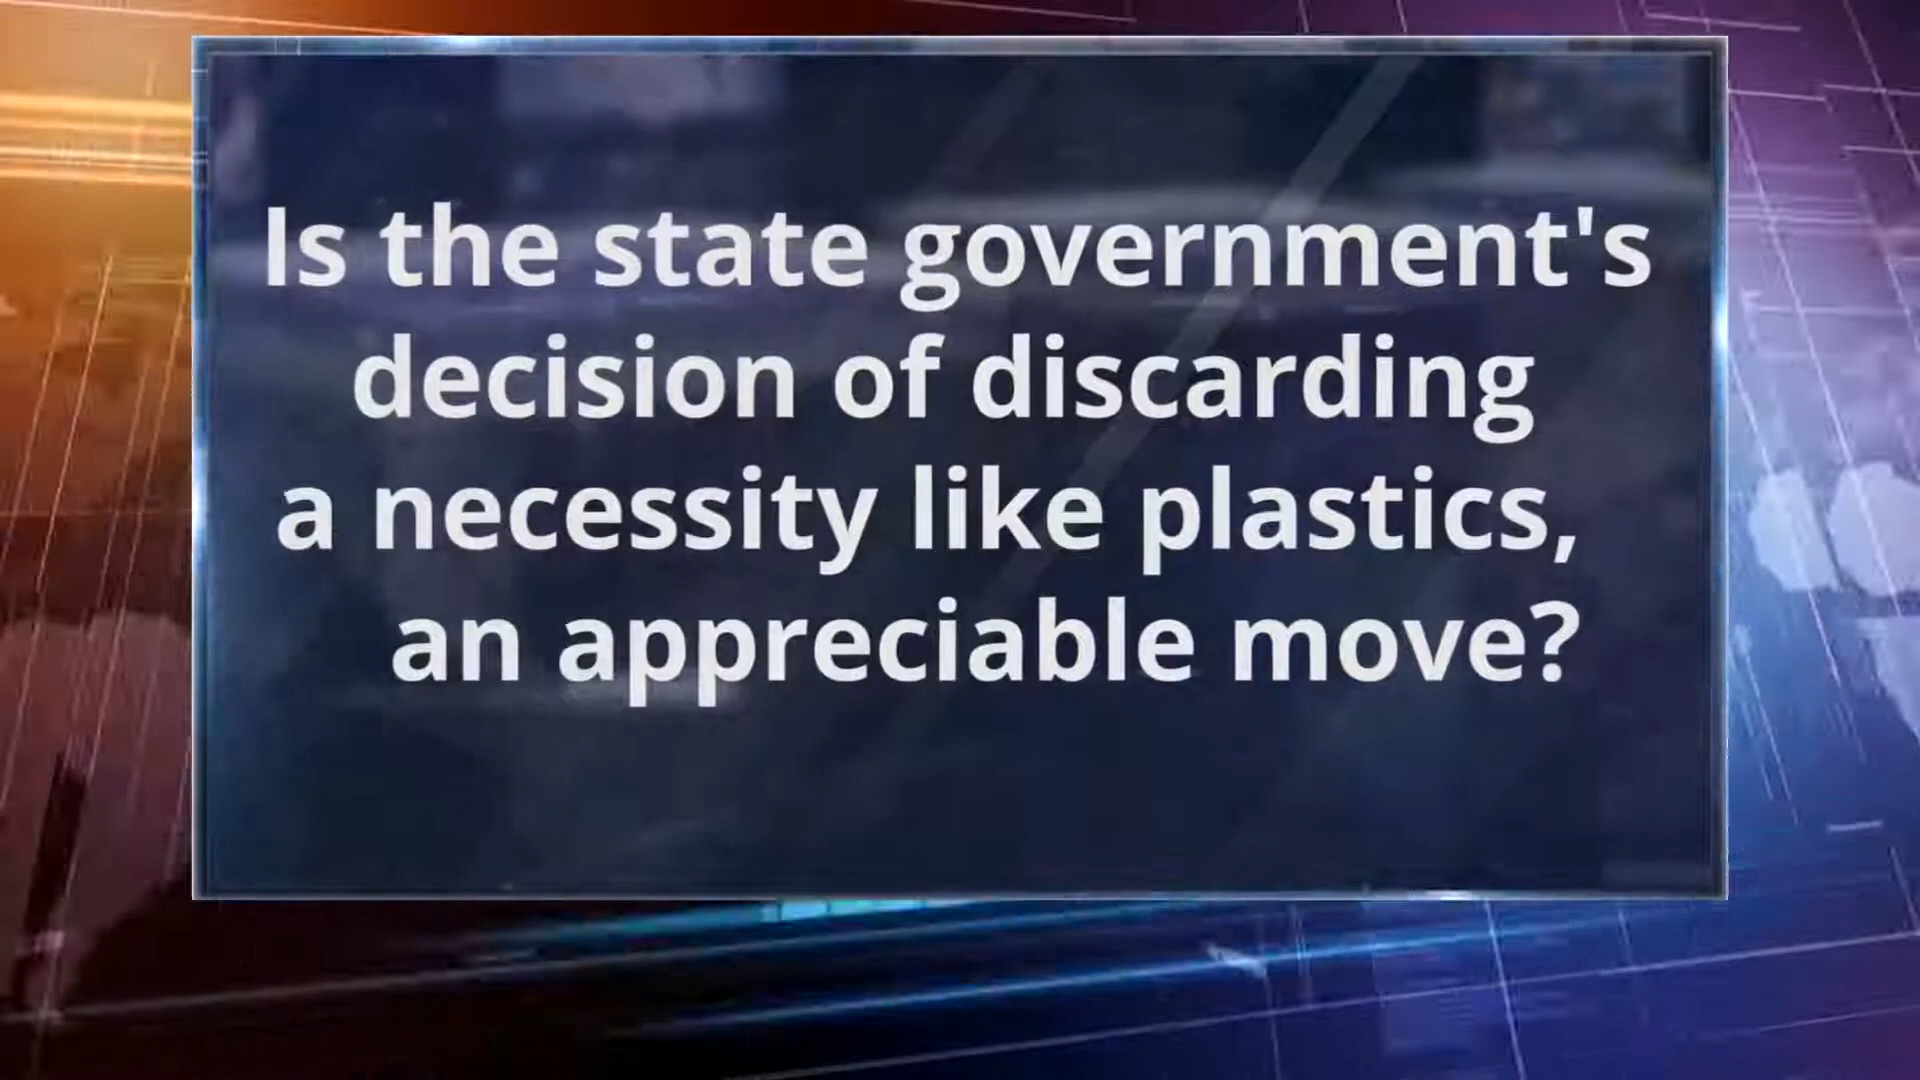 Is the state government's
decision of discarding
a necessity like plastics,
an appreciable move?